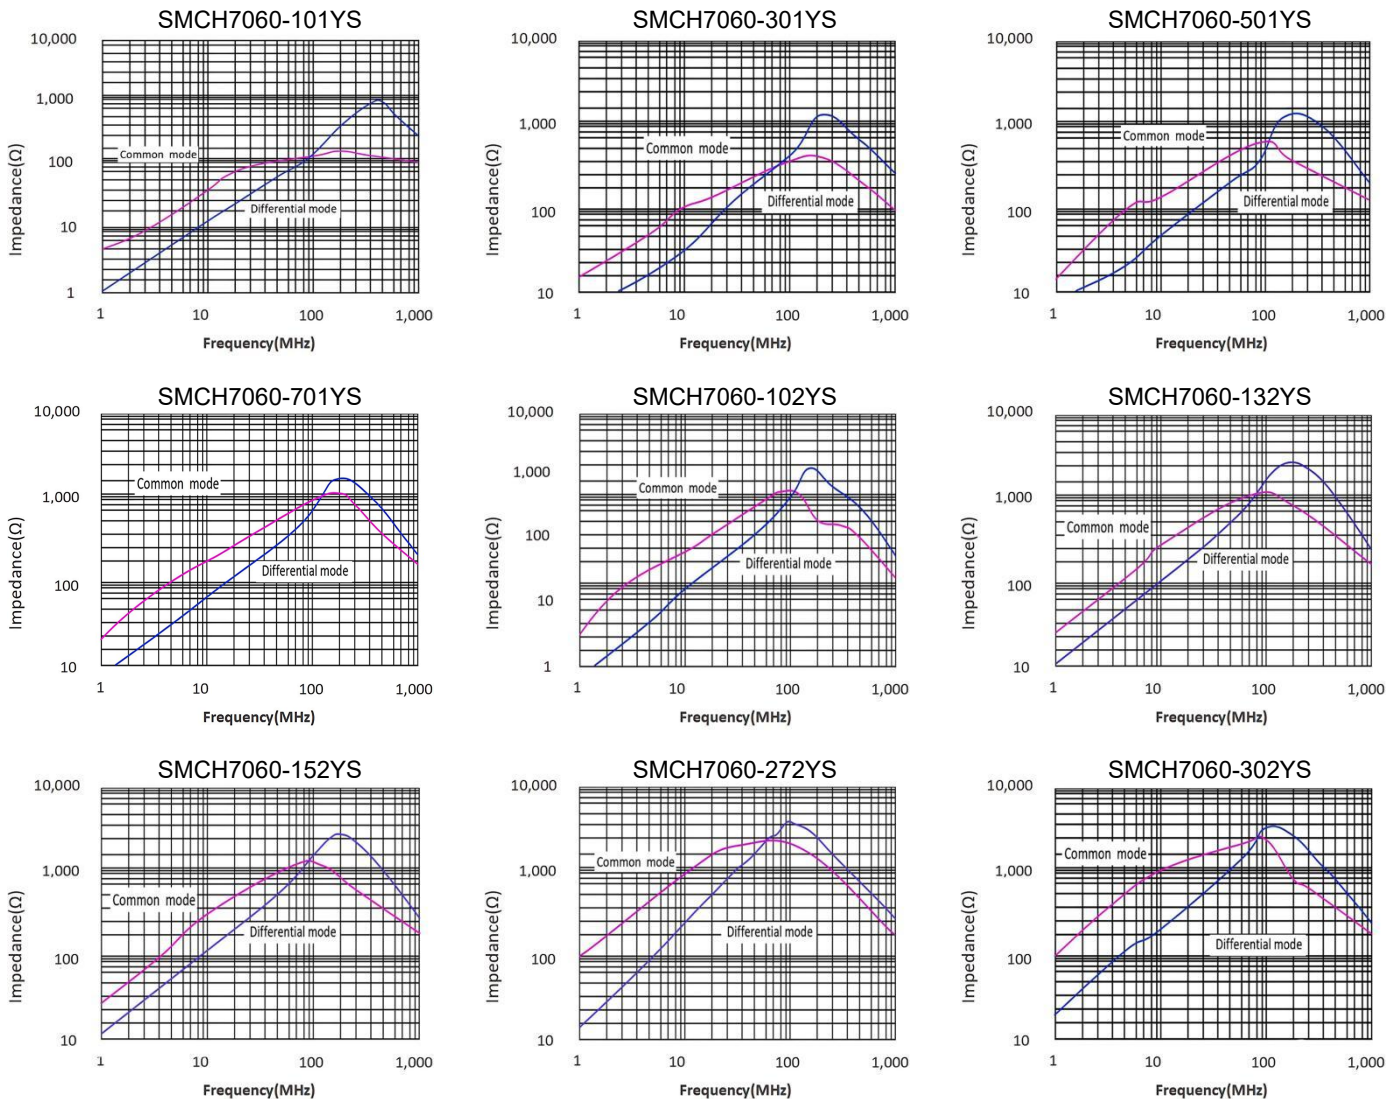 SMCH7060-101YS
SMCH7060-301YS
SMCH7060-501YS
10,000
1,000
100
10
1
Impedance(Ω)
Common mode
Differential mode
1
10
100
1,000
Frequency(MHz)
10,000
1,000
100
10
Impedance(Ω)
Common mode
Differential mode
1
10
100
1,000
Frequency(MHz)
10,000
1,000
100
10
Impedance(Ω)
Common mode
Differential mode
1
10
100
1,000
Frequency(MHz)
SMCH7060-701YS
SMCH7060-102YS
SMCH7060-132YS
10,000
1,000
100
10
Impedance(Ω)
Common mode
Differential mode
1
10
100
1,000
Frequency(MHz)
10,000
1,000
100
10
1
Impedance(Ω)
Common mode
Differential mode
1
10
100
1,000
Frequency(MHz)
10,000
1,000
100
10
Impedance(Ω)
Common mode
Differential mode
1
10
100
1,000
Frequency(MHz)
SMCH7060-152YS
SMCH7060-272YS
SMCH7060-302YS
10,000
1,000
100
10
Impedance(Ω)
Common mode
Differential mode
1
10
100
1,000
Frequency(MHz)
10,000
1,000
100
10
Impedance(Ω)
Common mode
Differential mode
1
10
100
1,000
Frequency(MHz)
10,000
1,000
100
10
Impedance(Ω)
Common mode
Differential mode
1
10
100
1,000
Frequency(MHz)